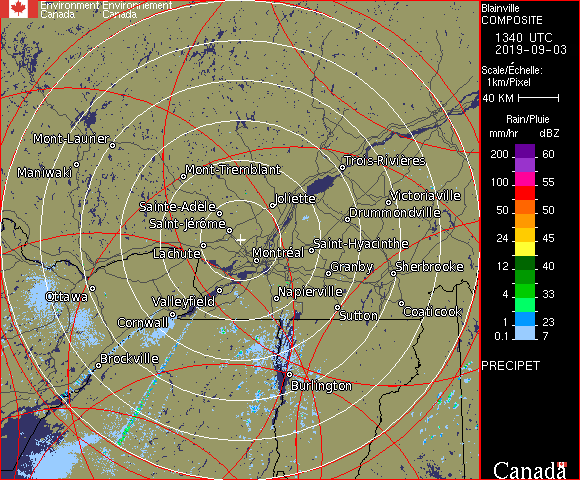 Environment Environnement
Canada Canada
Blainville
COMPOSITE
1340 UTC
2019-09-03
Scale/Échelle:
1km/Pixel
40 KM
Rain/Pluie
mm/hr dBZ
200 60
100 55
50 50
24 45
12 40
4 33
1 23
0.1 7
PRECIPET
Canada
Mont-Laurier
Maniwaki
Mont-Tremblant
Trois-Rivières
Joliette
Victoriaville
Sainte-Adèle
Drummondville
Saint-Jérôme
Lachute
Montréal
Saint-Hyacinthe
Granby
Sherbrooke
Ottawa
Valleyfield
Napierville
Cornwall
Sutton
Coaticook
Brockville
Burlington